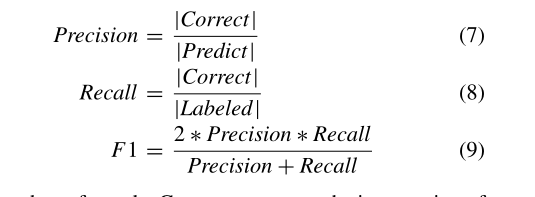 Precision = |Correct| / |Predict| (7)
Recall = |Correct| / |Labeled| (8)
F1 = 2 * Precision * Recall / Precision + Recall (9)